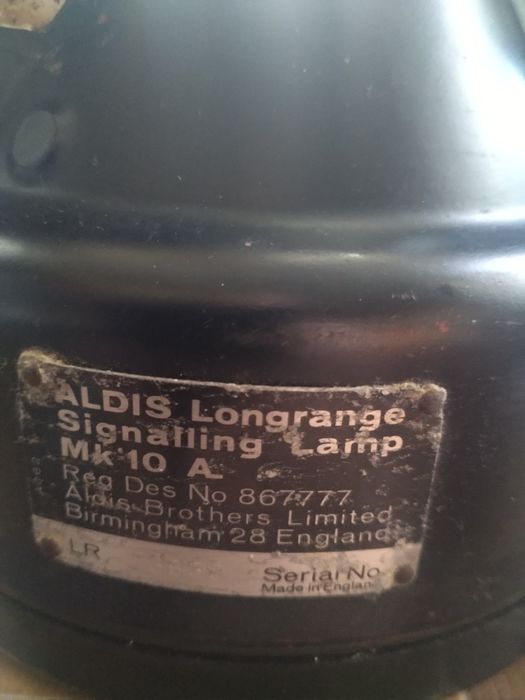 ALDIS Longrange
Signalling Lamp
Mk 10 A
Reg Des No 867777
Aldis Brothers Limited
Birmingham 28 England
LR
Serial No
Made in England